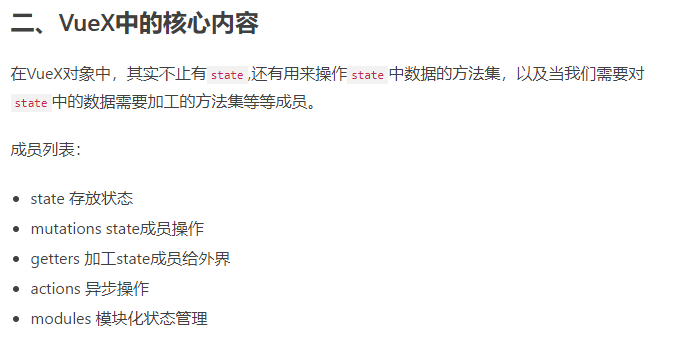 二、VueX中的核心内容
在VueX对象中，其实不止有 state ,还有用来操作 state 中数据的方法集，以及当我们需要对
state 中的数据需要加工的方法集等等成员。
成员列表：
state 存放状态
mutations state成员操作
getters 加工state成员给外界
actions 异步操作
modules 模块化状态管理